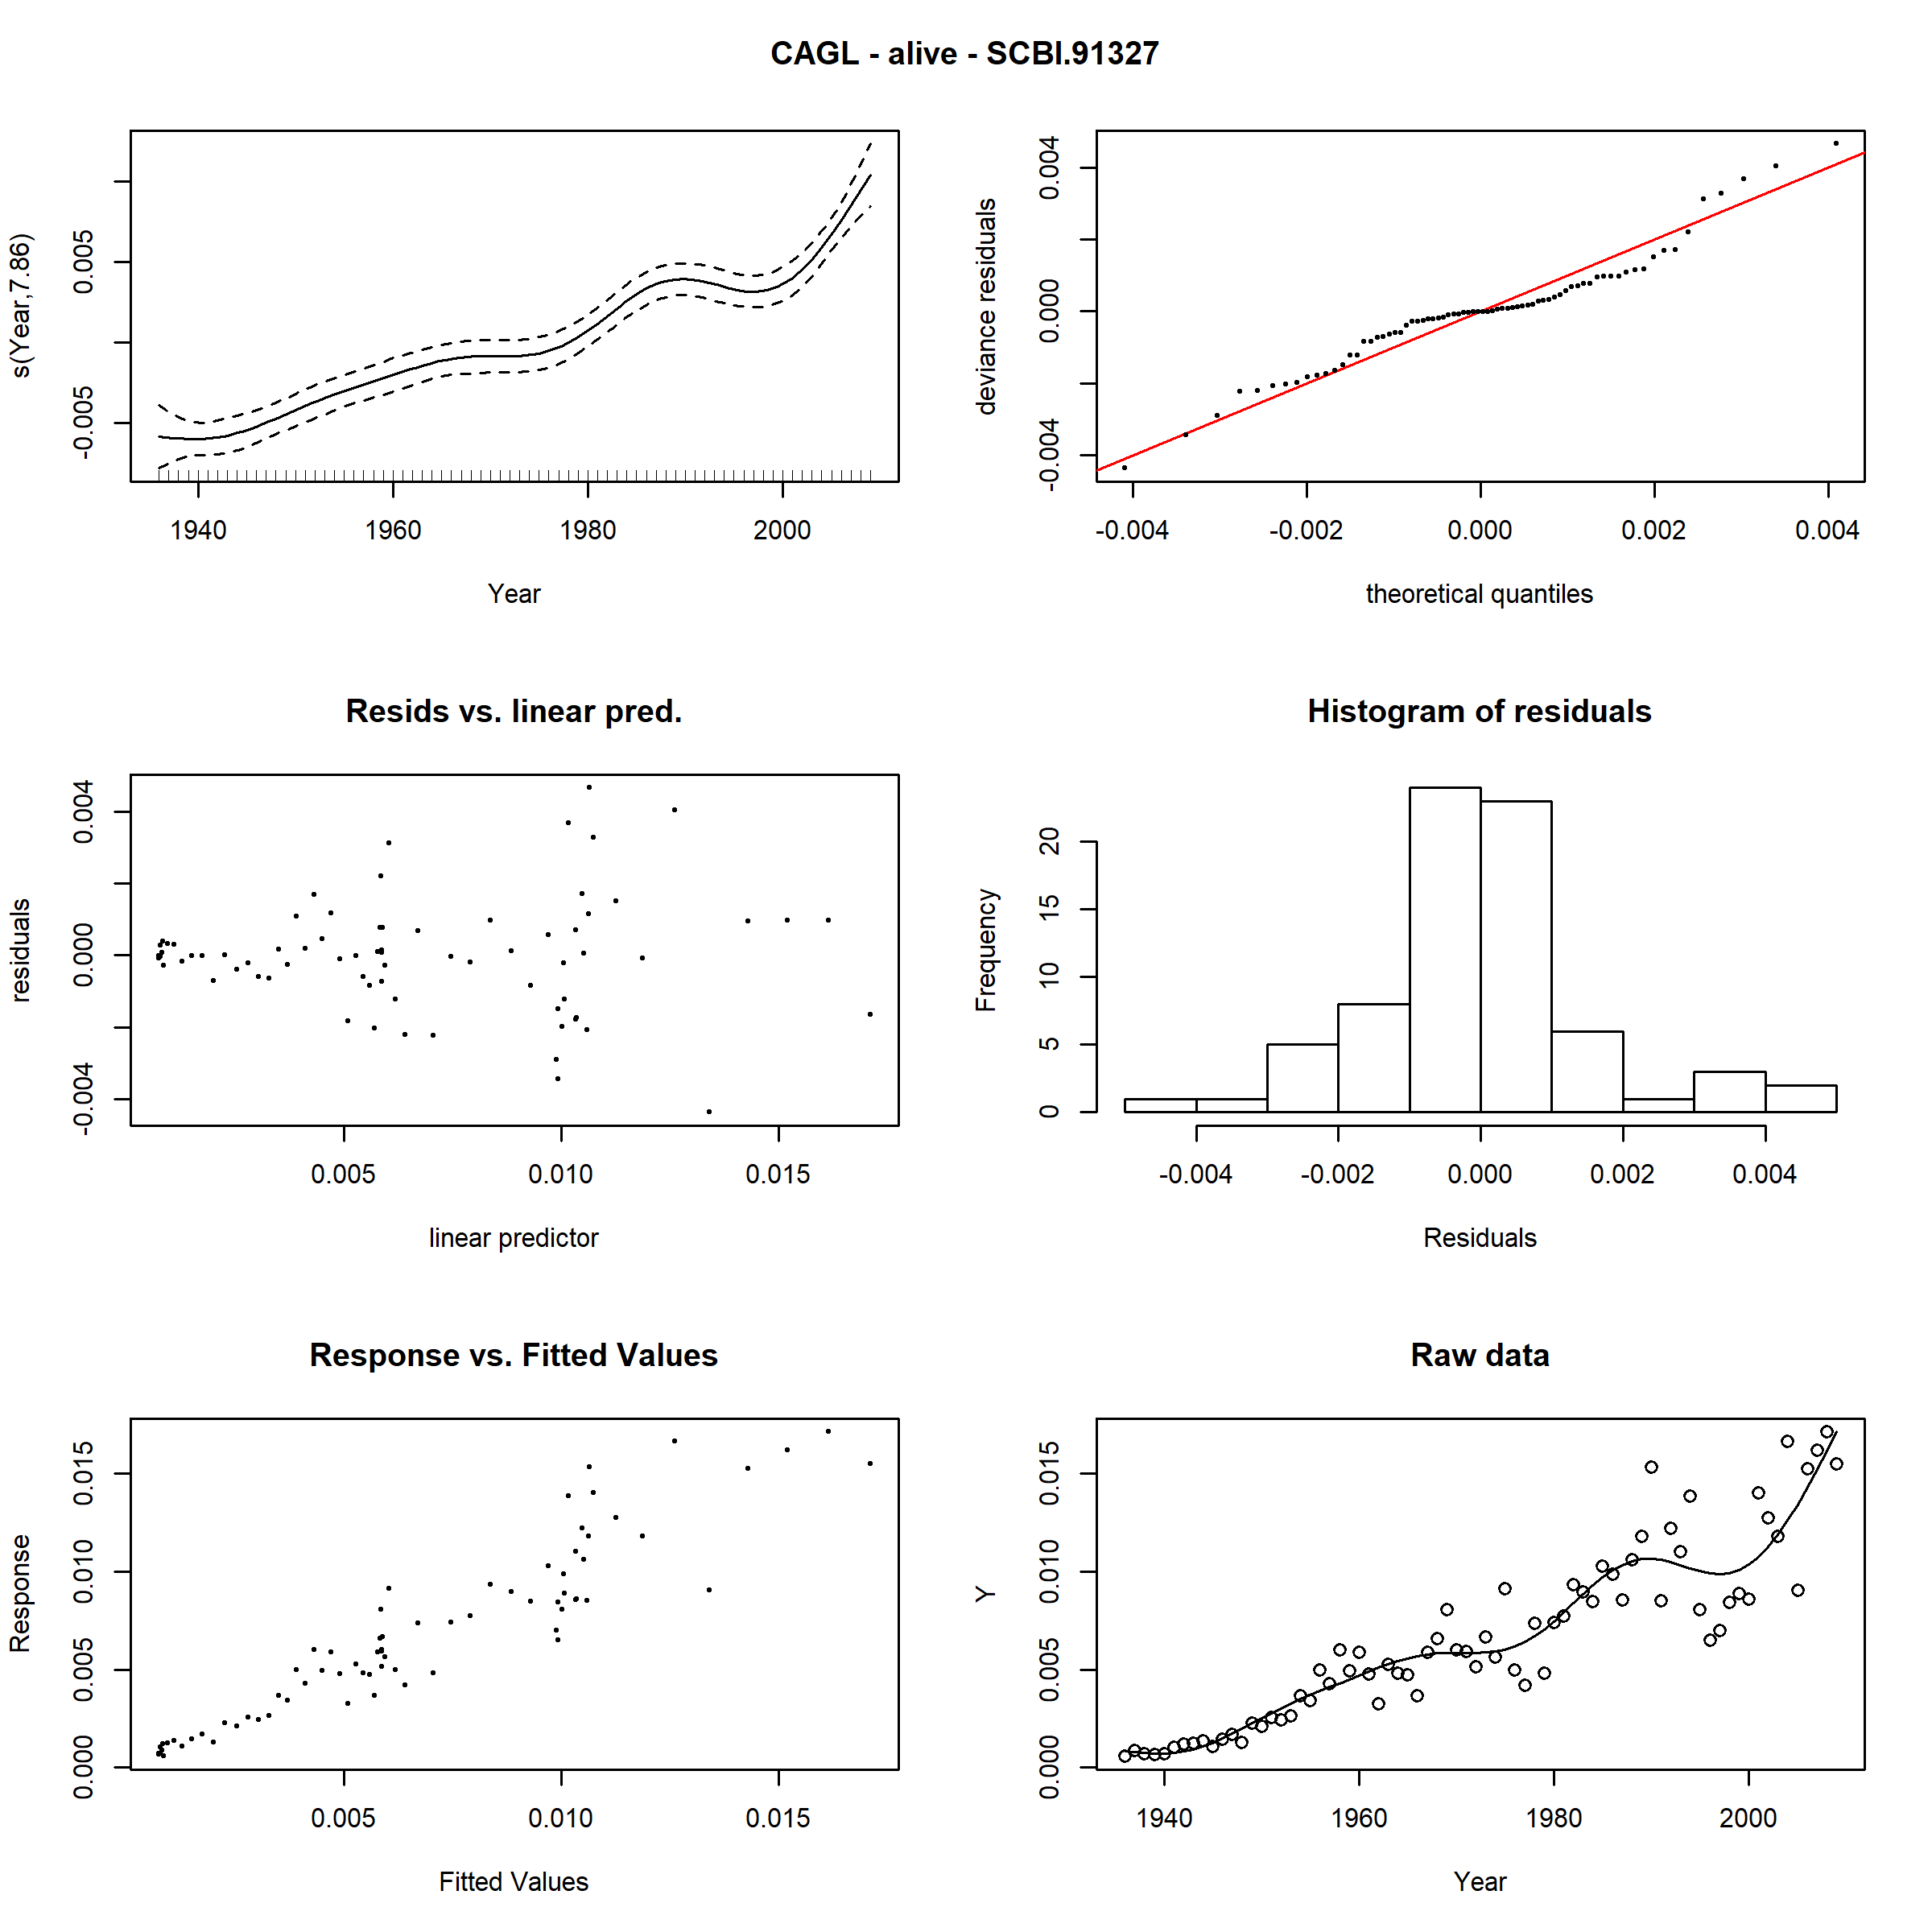 CAGL - alive - SCBI.91327
s(Year,7.86)
-0.005 0.005
1940 1960 1980 2000
Year
deviance residuals
-0.004 0.000 0.004
-0.004 -0.002 0.000 0.002 0.004
theoretical quantiles
Resids vs. linear pred.
residuals
-0.004 0.000 0.004
0.005 0.010 0.015
linear predictor
Histogram of residuals
Frequency
0 5 10 15 20
-0.004 -0.002 0.000 0.002 0.004
Residuals
Response vs. Fitted Values
Response
0.000 0.005 0.010 0.015
0.005 0.010 0.015
Fitted Values
Raw data
Y
0.000 0.005 0.010 0.015
1940 1960 1980 2000
Year